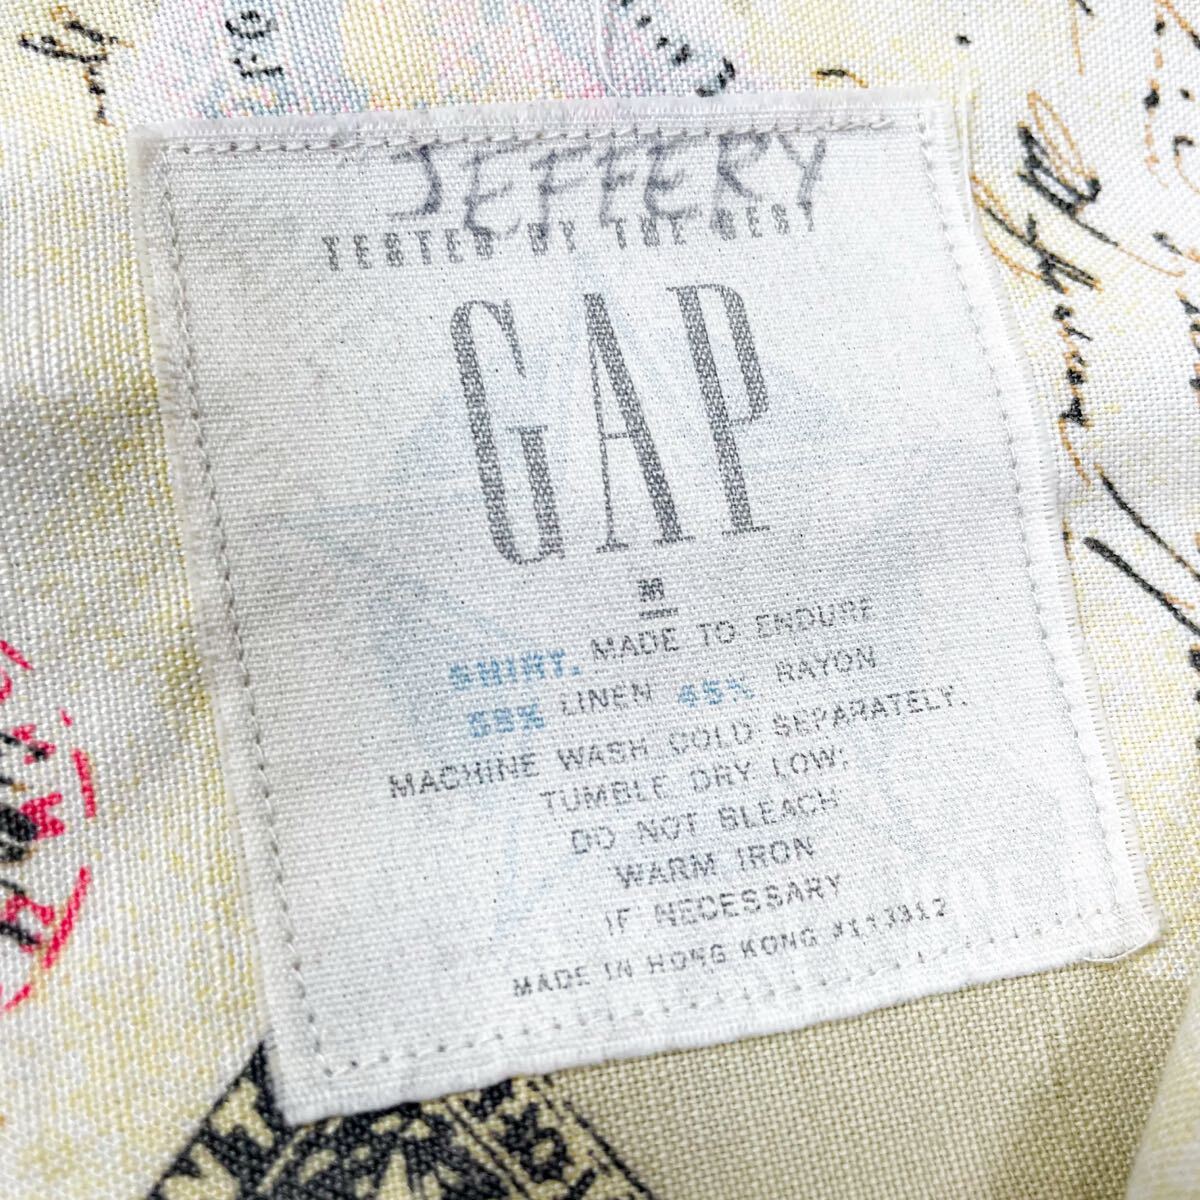 JEFFERY
TESTED BY THE BEST
GAP
M
SHIRT. MADE TO ENDURE
55% LINEN 45% RAYON
MACHINE WASH COLD SEPARATELY.
TUMBLE DRY LOW:
DO NOT BLEACH
WARM IRON
IF NECESSARY
MADE IN HONG KONG #113312